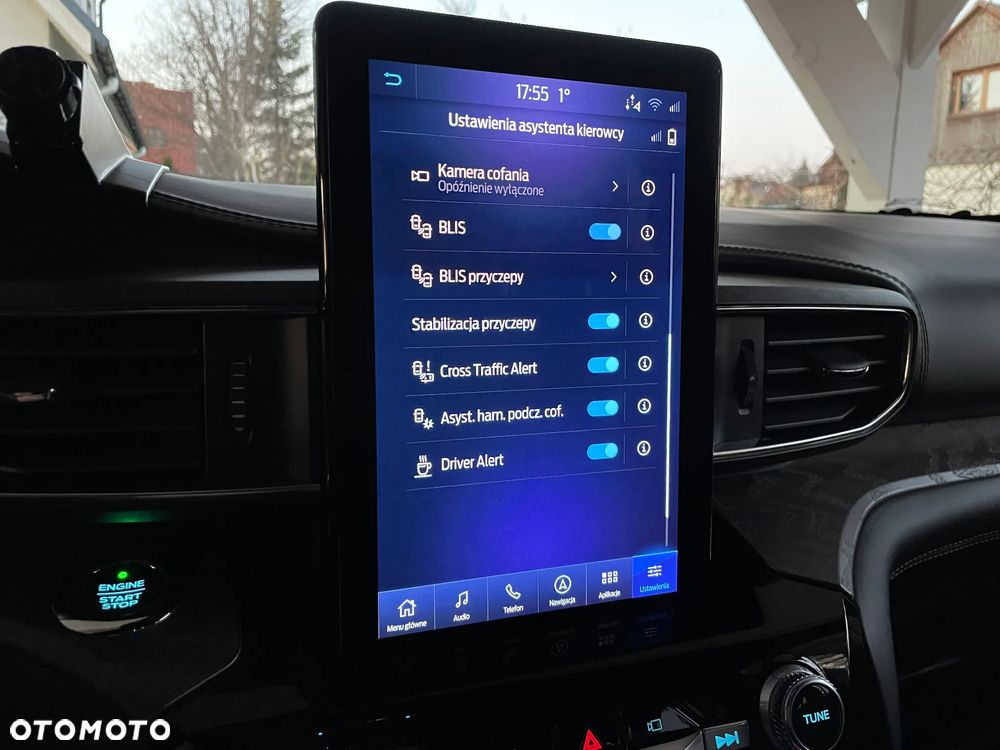 17:55 1°
Ustawienia asystenta kierowcy
Kamera cofania
Opóźnienie wyłączone
BLIS
BLIS przyczepy
Stabilizacja przyczepy
Cross Traffic Alert
Asyst. ham. podcz. cof.
Driver Alert
Menu główne
Audio
Telefon
Nawigacja
Aplikacje
Ustawienia
ENGINE
START
STOP
TUNE
OTOMOTO